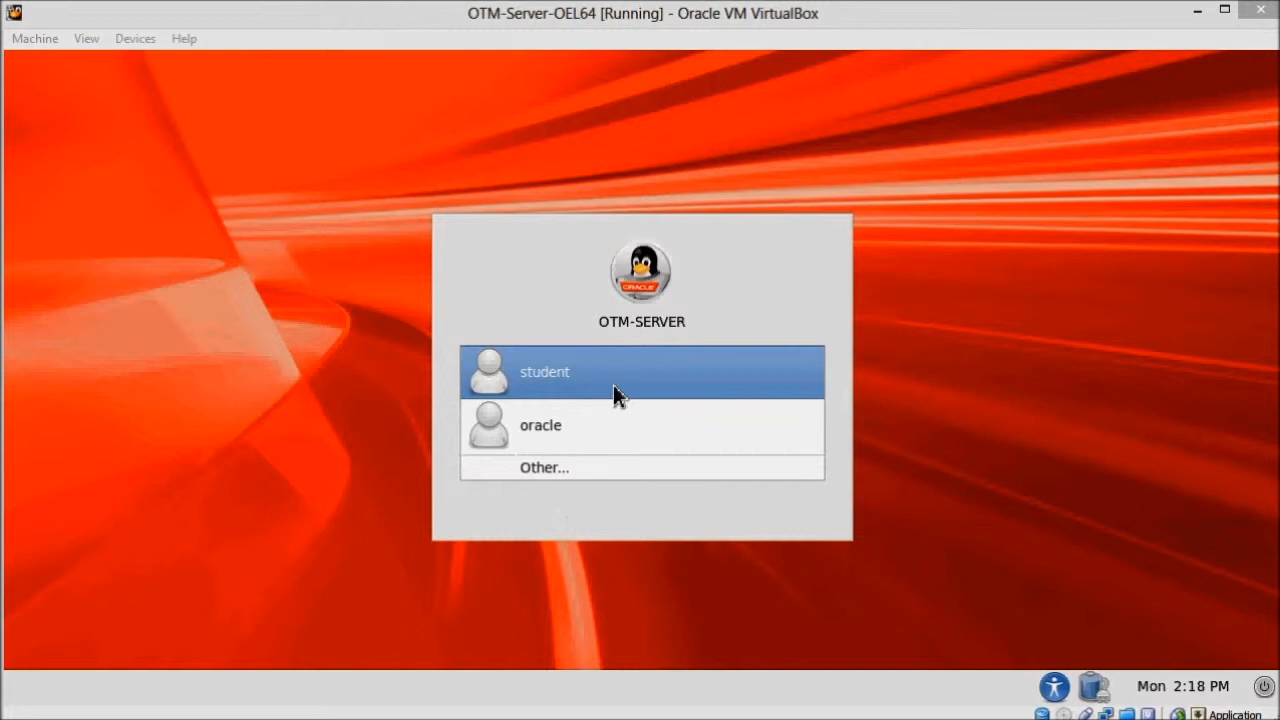 OTM-Server-OEL64 [Running] - Oracle VM VirtualBox
Machine View Devices Help
ORACLE
OTM-SERVER
student
oracle
Other...
Mon 2:18 PM
Application